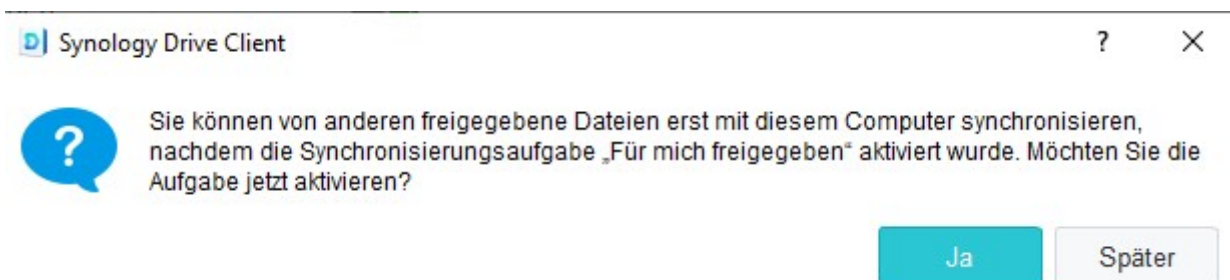 Synology Drive Client
Sie können von anderen freigegebene Dateien erst mit diesem Computer synchronisieren,
nachdem die Synchronisierungsaufgabe „Für mich freigegeben“ aktiviert wurde. Möchten Sie die
Aufgabe jetzt aktivieren?
Ja
Später